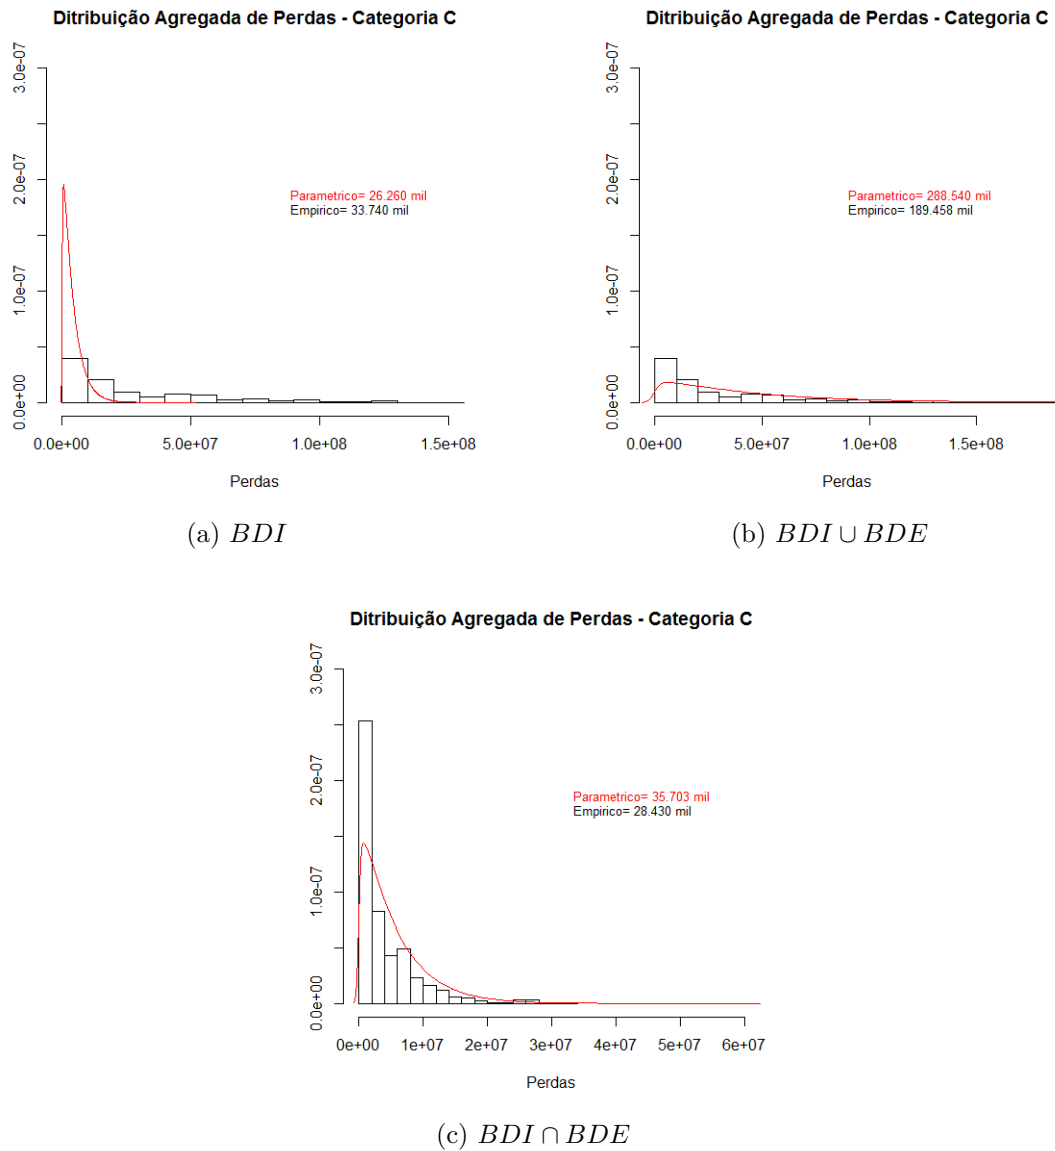 Ditribuição Agregada de Perdas - Categoria C
3.0e-07
2.0e-07
1.0e-07
0.0e+00
Parametrico= 26.260 mil
Empirico= 33.740 mil
0.0e+00 5.0e+07 1.0e+08 1.5e+08
Perdas
(a) BDI
Ditribuição Agregada de Perdas - Categoria C
3.0e-07
2.0e-07
1.0e-07
0.0e+00
Parametrico= 288.540 mil
Empirico= 189.458 mil
0.0e+00 5.0e+07 1.0e+08 1.5e+08
Perdas
(b) BDI ∪ BDE
Ditribuição Agregada de Perdas - Categoria C
3.0e-07
2.0e-07
1.0e-07
0.0e+00
Parametrico= 35.703 mil
Empirico= 28.430 mil
0e+00 1e+07 2e+07 3e+07 4e+07 5e+07 6e+07
Perdas
(c) BDI ∩ BDE